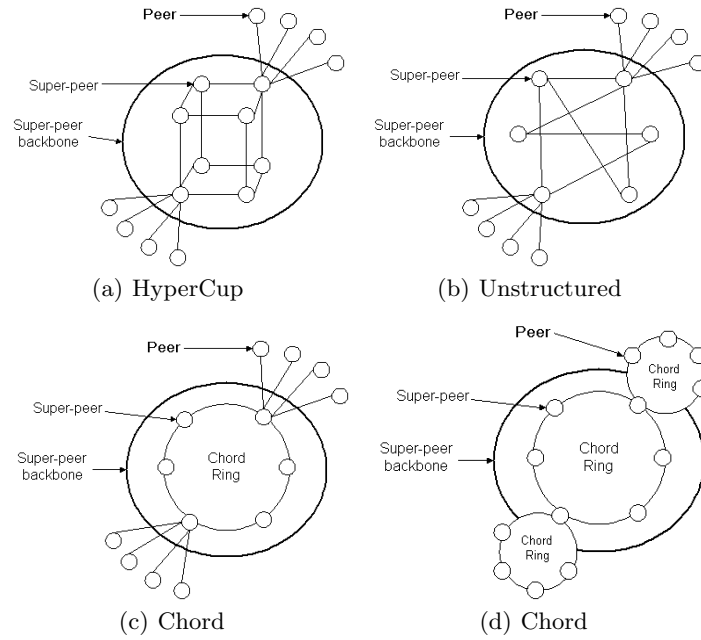 Peer
Super-peer
Super-peer
backbone
(a) HyperCup
Peer
Super-peer
Super-peer
backbone
(b) Unstructured
Peer
Super-peer
Super-peer
backbone
Chord
Ring
(c) Chord
Peer
Chord
Ring
Super-peer
Super-peer
backbone
Chord
Ring
Chord
Ring
(d) Chord